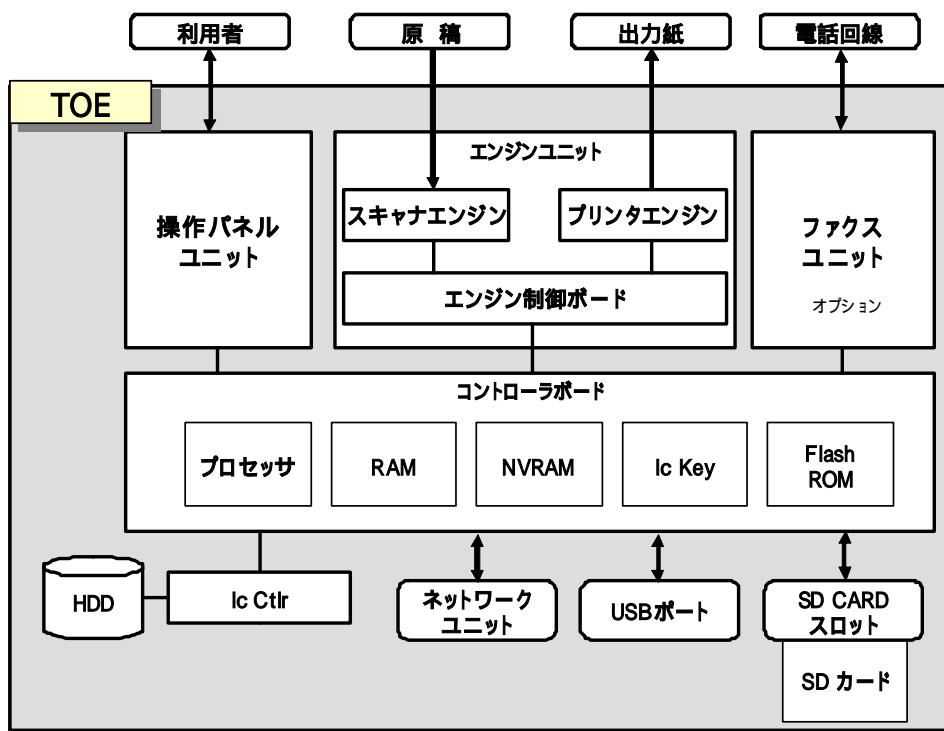 利用者
原 稿
出力紙
電話回線
TOE
操作パネル
ユニット
エンジンユニット
スキャナエンジン
プリンタエンジン
エンジン制御ボード
ファクス
ユニット
オプション
コントローラボード
プロセッサ
RAM
NVRAM
Ic Key
Flash
ROM
HDD
Ic Ctlr
ネットワーク
ユニット
USBポート
SD CARD
スロット
SD カード